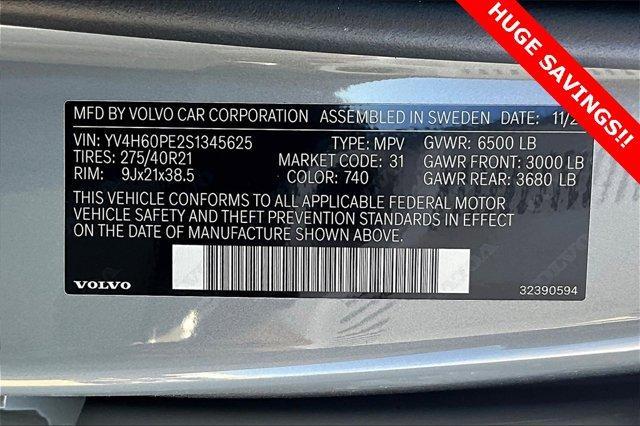 HUGE SAVINGS!!
MFD BY VOLVO CAR CORPORATION ASSEMBLED IN SWEDEN DATE: 11/2
VIN: YV4H60PE2S1345625 TYPE: MPV GVWR: 6500 LB
TIRES: 275/40R21 MARKET CODE: 31 GAWR FRONT: 3000 LB
RIM: 9Jx21x38.5 COLOR: 740 GAWR REAR: 3680 LB
THIS VEHICLE CONFORMS TO ALL APPLICABLE FEDERAL MOTOR
VEHICLE SAFETY AND THEFT PREVENTION STANDARDS IN EFFECT
ON THE DATE OF MANUFACTURE SHOWN ABOVE.
VOLVO
32390594